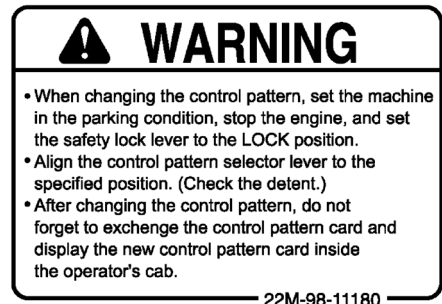 WARNING
• When changing the control pattern, set the machine
in the parking condition, stop the engine, and set
the safety lock lever to the LOCK position.
• Align the control pattern selector lever to the
specified position. (Check the detent.)
• After changing the control pattern, do not
forget to exchenge the control pattern card and
display the new control pattern card inside
the operator's cab.
22M-98-11180